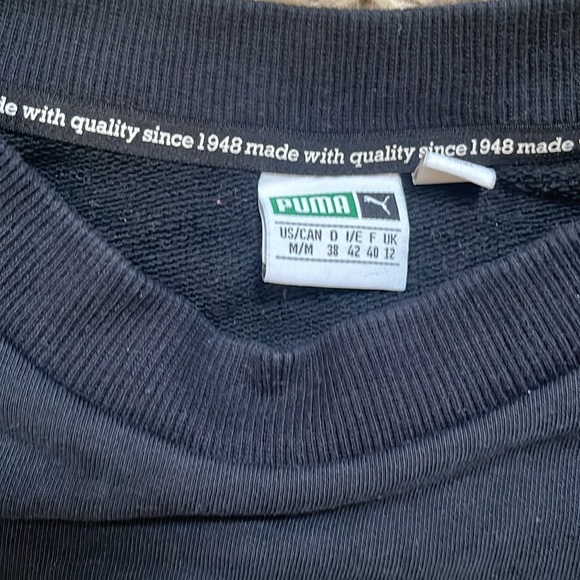 de with quality since 1948 made with quality since 1948 made
PUMA
US/CAN D I/E F UK
M/M 38 42 40 12